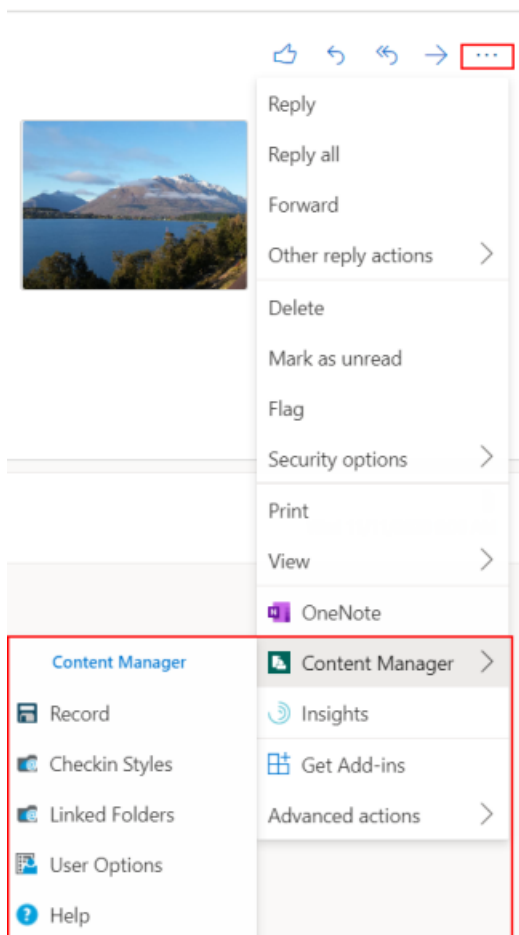 Reply
Reply all
Forward
Other reply actions
Delete
Mark as unread
Flag
Security options
Print
View
OneNote
Content Manager
Insights
Get Add-ins
Advanced actions
Content Manager
Record
Checkin Styles
Linked Folders
User Options
Help